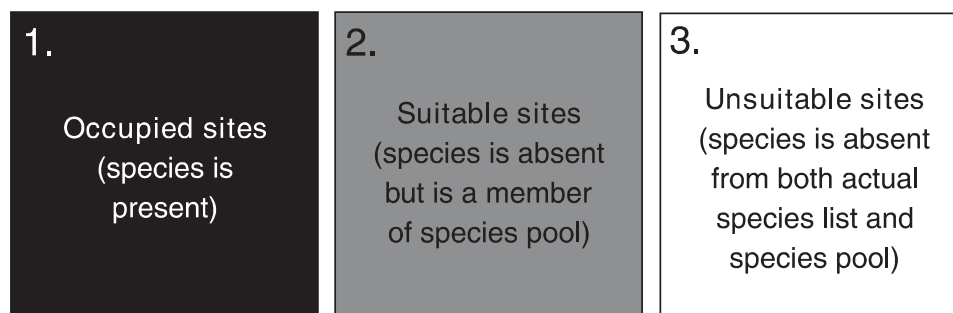 1.
Occupied sites
(species is
present)
2.
Suitable sites
(species is absent
but is a member
of species pool)
3.
Unsuitable sites
(species is absent
from both actual
species list and
species pool)